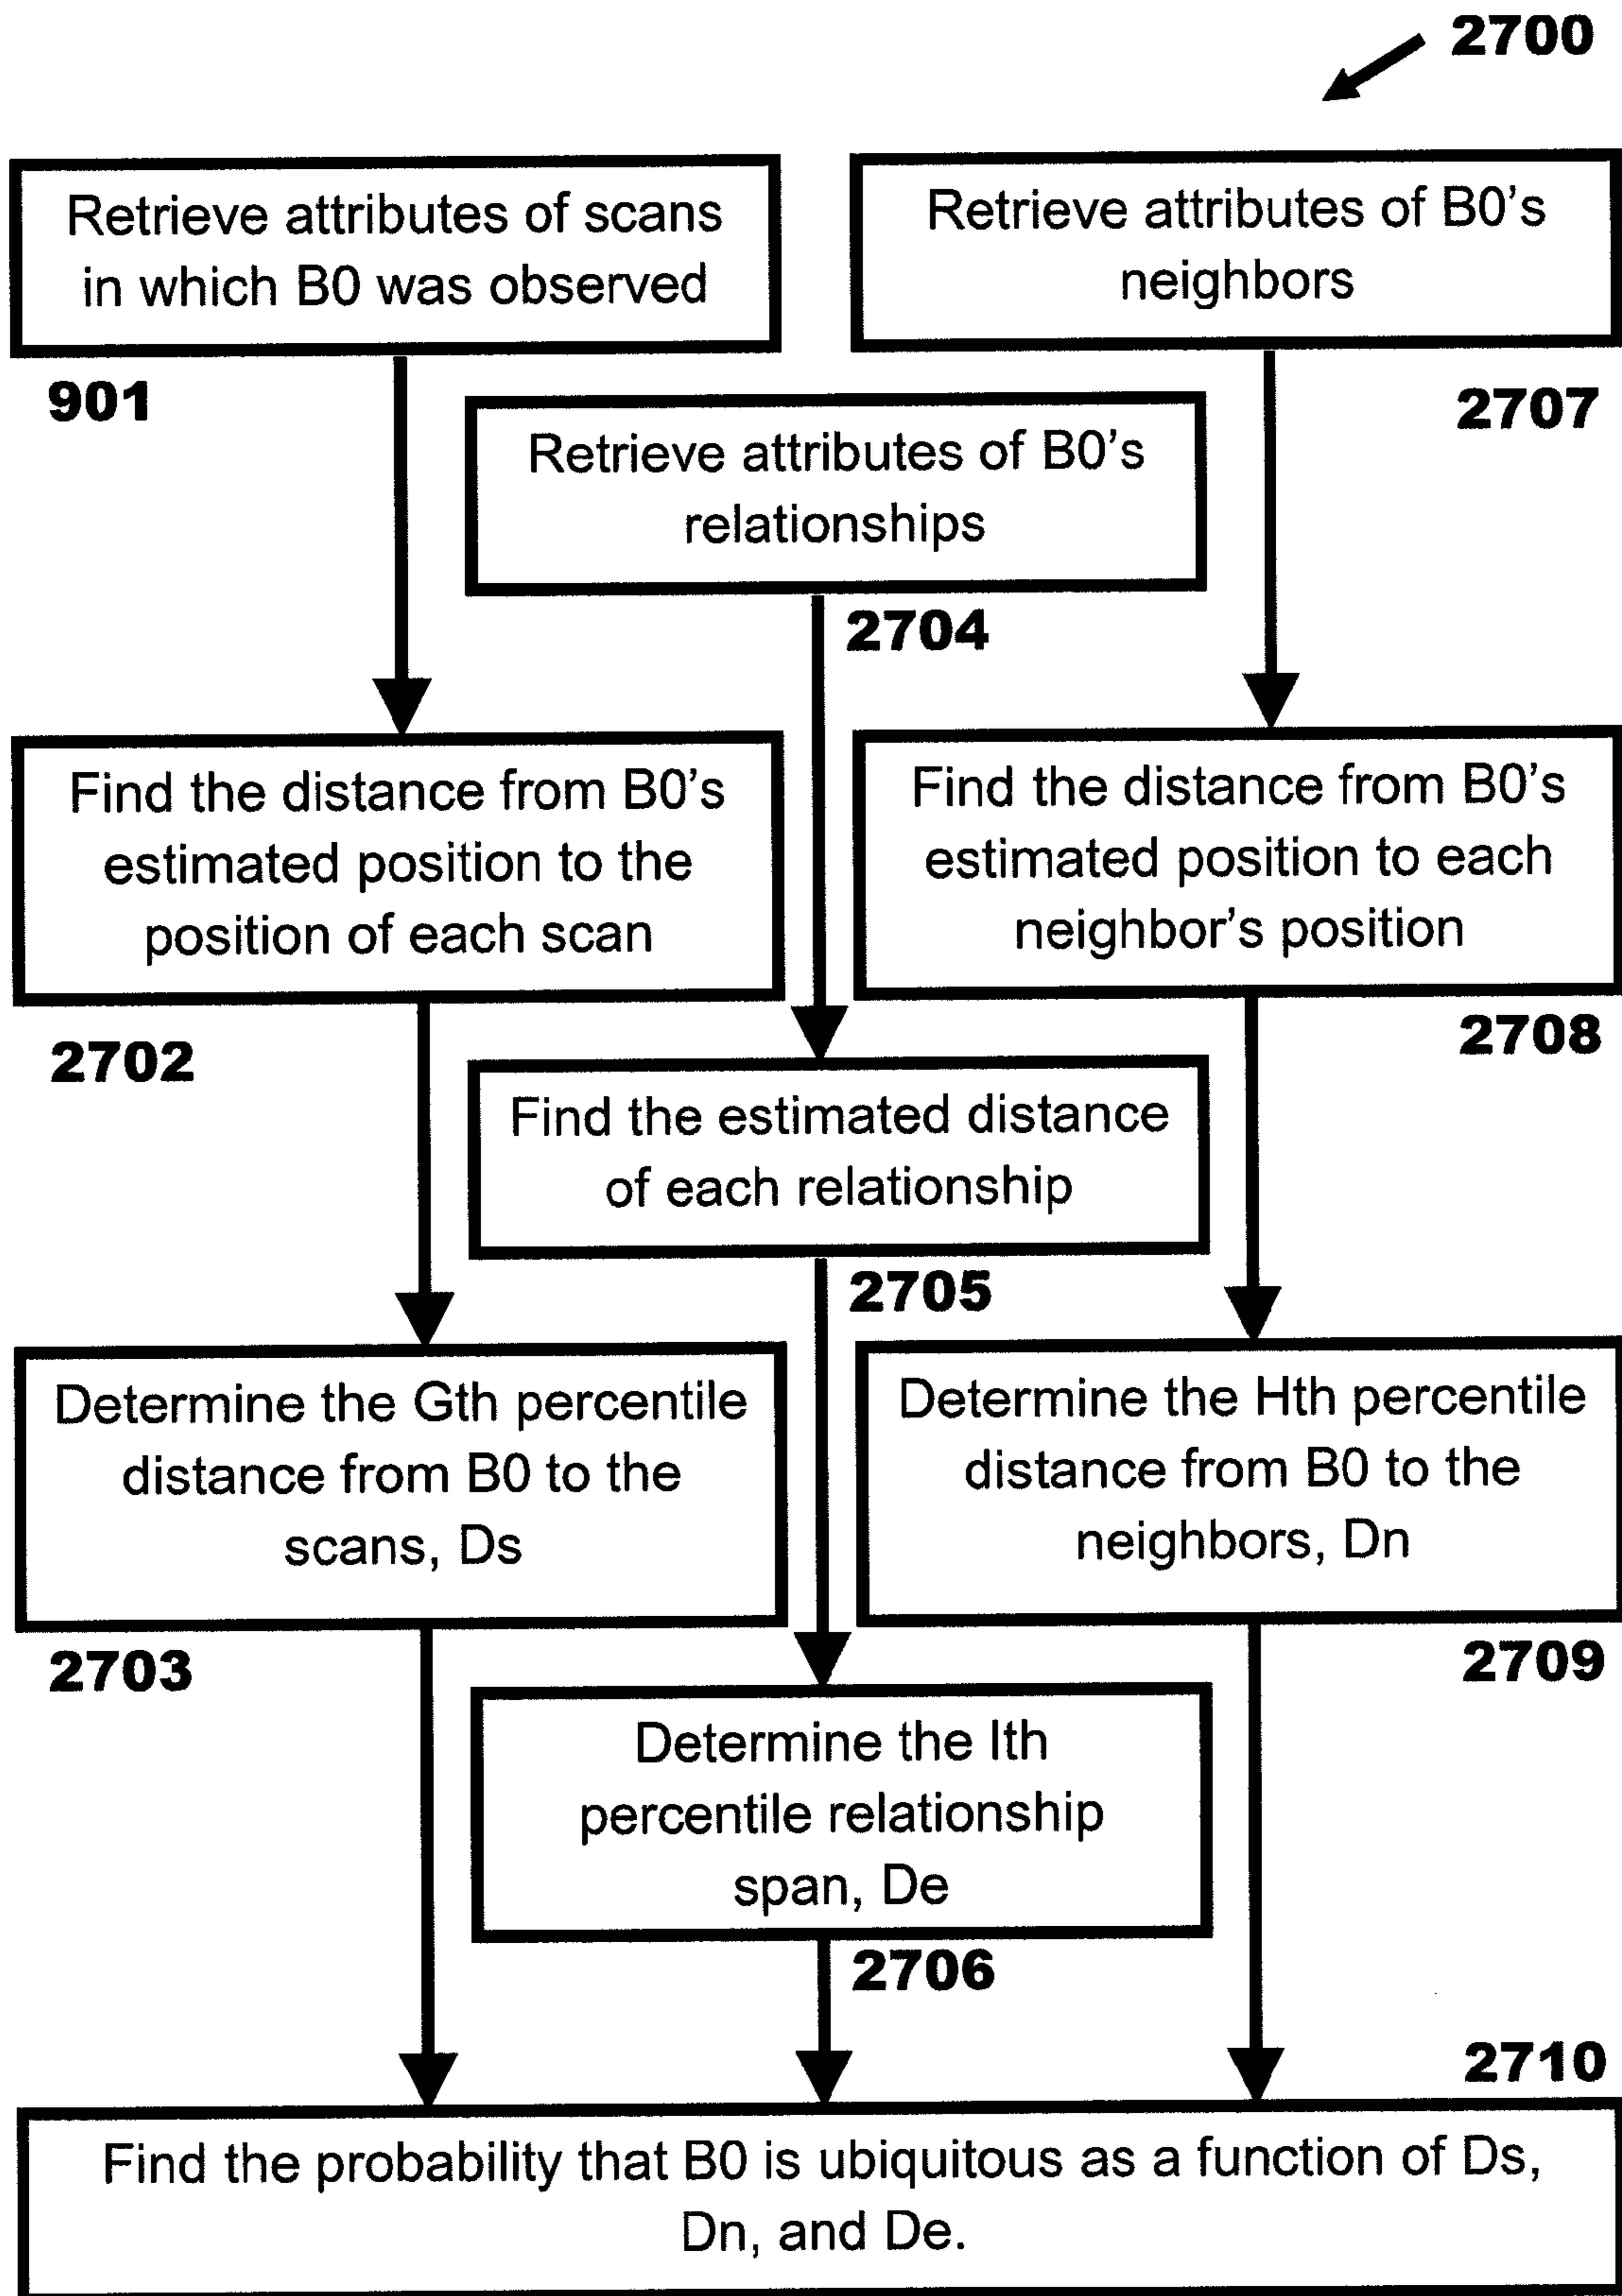 2700
Retrieve attributes of scans
in which B0 was observed
901
Retrieve attributes of B0's
neighbors
2707
Retrieve attributes of B0's
relationships
2704
Find the distance from B0's
estimated position to the
position of each scan
2702
Find the distance from B0's
estimated position to each
neighbor's position
2708
Find the estimated distance
of each relationship
2705
Determine the Gth percentile
distance from B0 to the
scans, Ds
2703
Determine the Hth percentile
distance from B0 to the
neighbors, Dn
2709
Determine the Ith
percentile relationship
span, De
2706
2710
Find the probability that B0 is ubiquitous as a function of Ds,
Dn, and De.